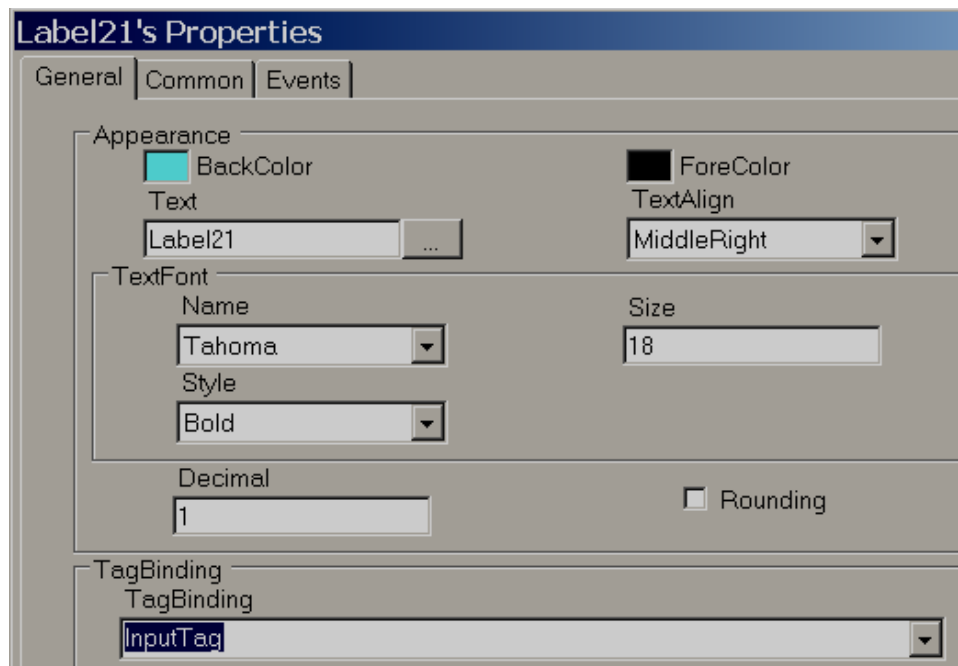 Label21's Properties
General Common Events
Appearance
BackColor ForeColor
Text TextAlign
Label21 ... MiddleRight
TextFont
Name Size
Tahoma 18
Style
Bold
Decimal
1 Rounding
TagBinding
TagBinding
InputTag